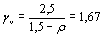 γᵥ = 2,5 / (1,5 − ρ) = 1,67